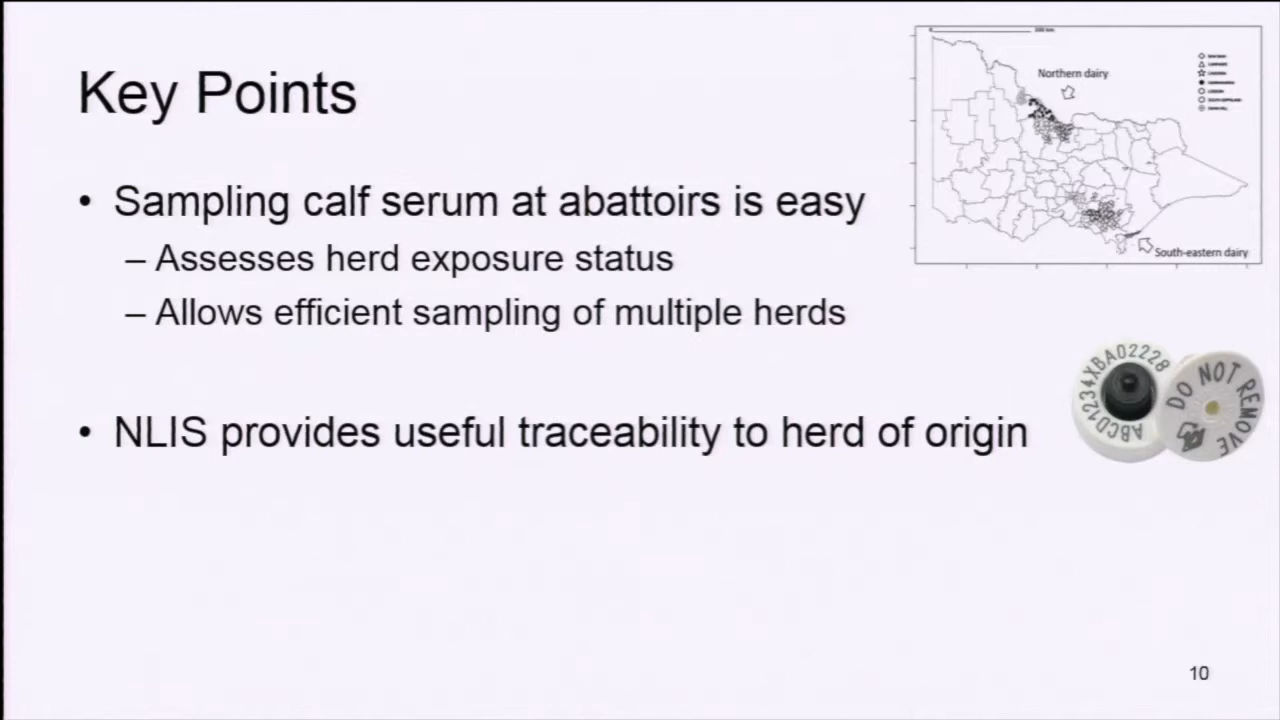 Key Points
Northern dairy
South-eastern dairy
• Sampling calf serum at abattoirs is easy
– Assesses herd exposure status
– Allows efficient sampling of multiple herds
• NLIS provides useful traceability to herd of origin
ABCD1234XBA02228
DO NOT REMOVE
10